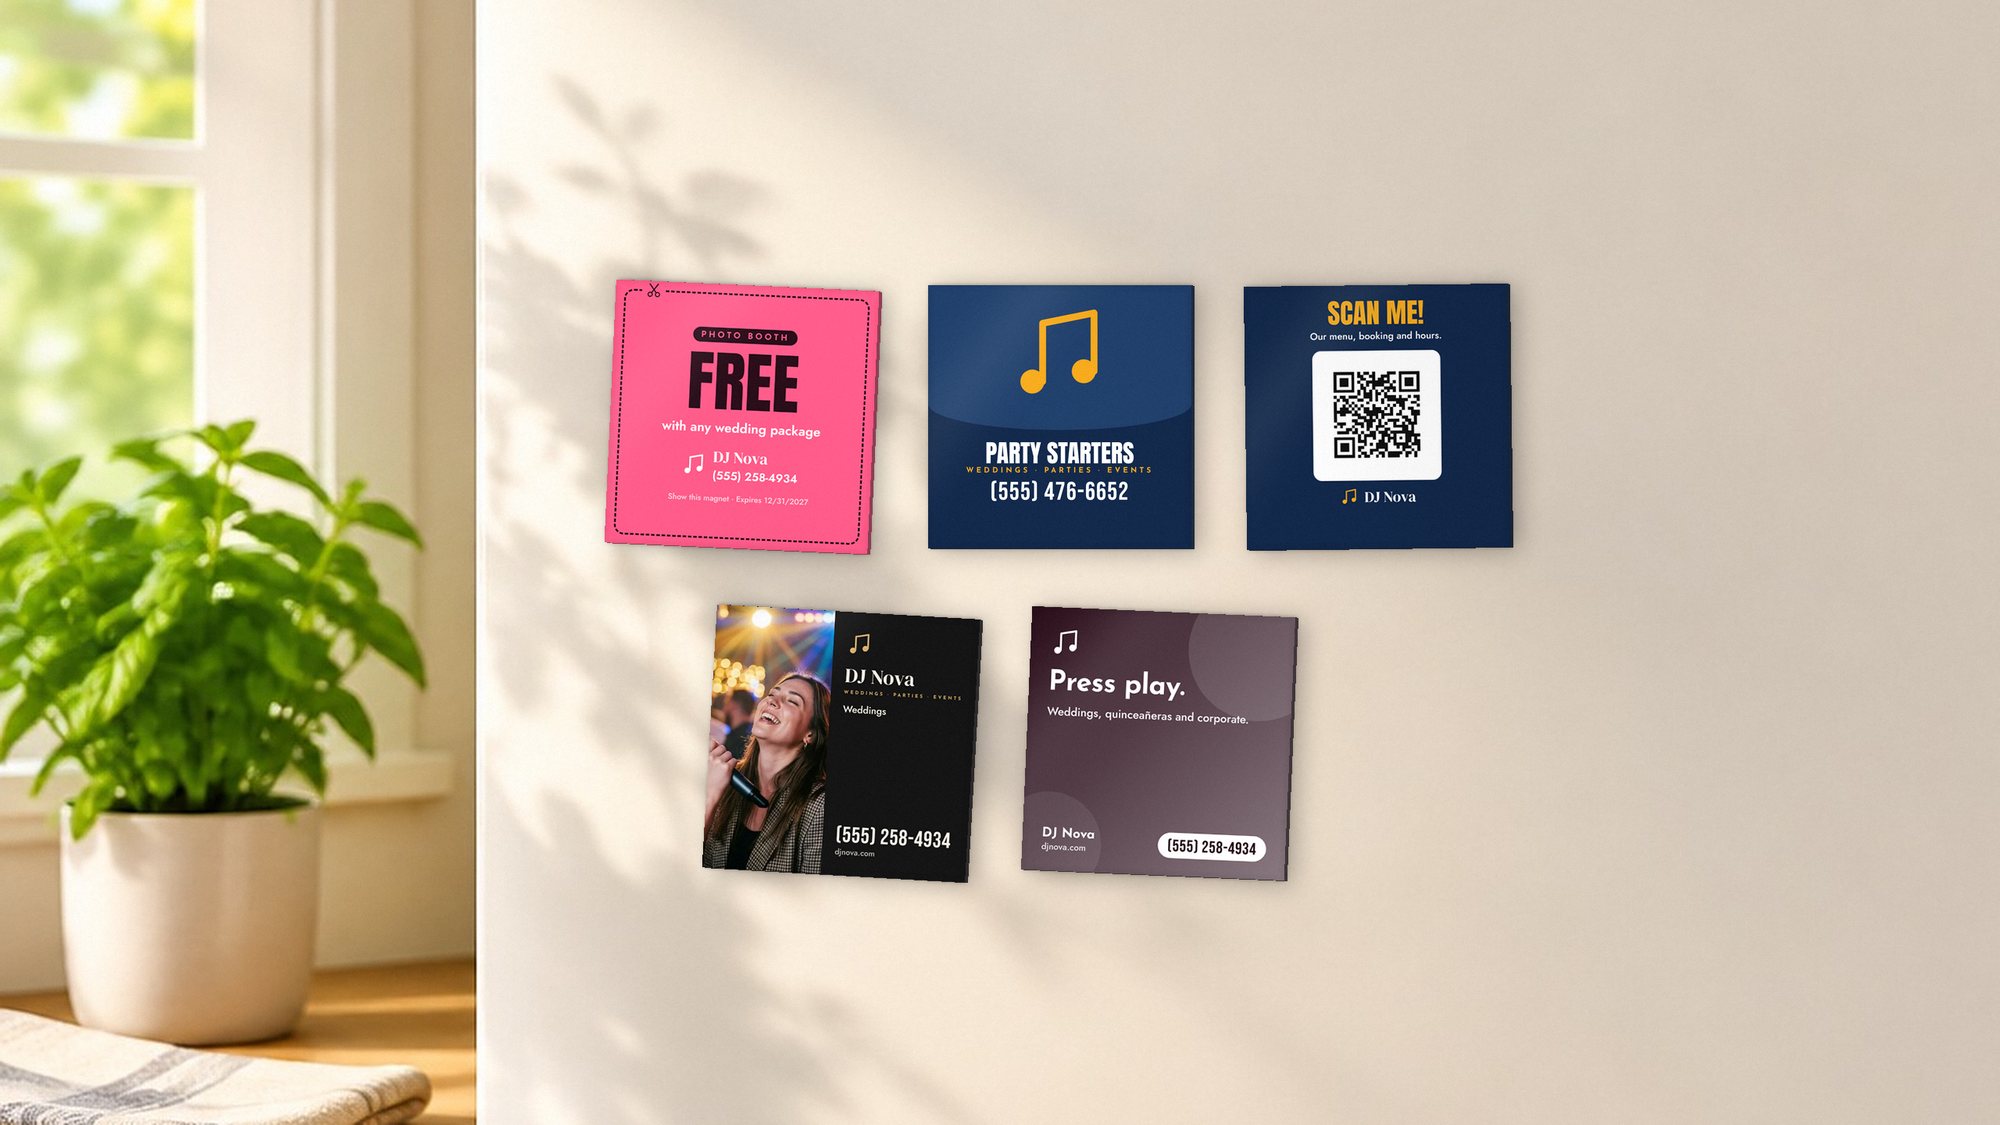 PHOTO BOOTH
FREE
with any wedding package
DJ Nova
(555) 258-4934
Show this magnet - Expires 12/31/2027
PARTY STARTERS
WEDDINGS · PARTIES · EVENTS
(555) 476-6652
SCAN ME!
Our menu, booking and hours.
DJ Nova
DJ Nova
WEDDINGS · PARTIES · EVENTS
Weddings
(555) 258-4934
djnova.com
Press play.
Weddings, quinceañeras and corporate.
DJ Nova
djnova.com
(555) 258-4934